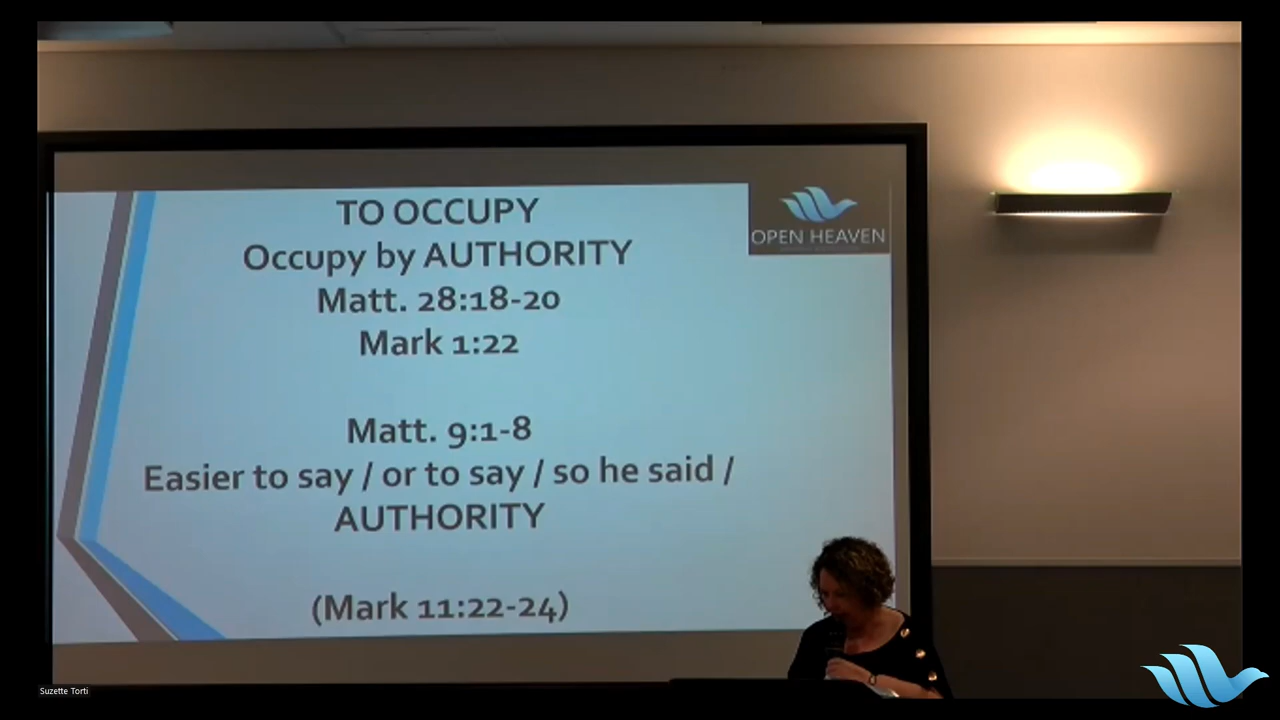 TO OCCUPY
Occupy by AUTHORITY
Matt. 28:18-20
Mark 1:22
Matt. 9:1-8
Easier to say / or to say / so he said /
AUTHORITY
(Mark 11:22-24)
OPEN HEAVEN
Suzette Torti